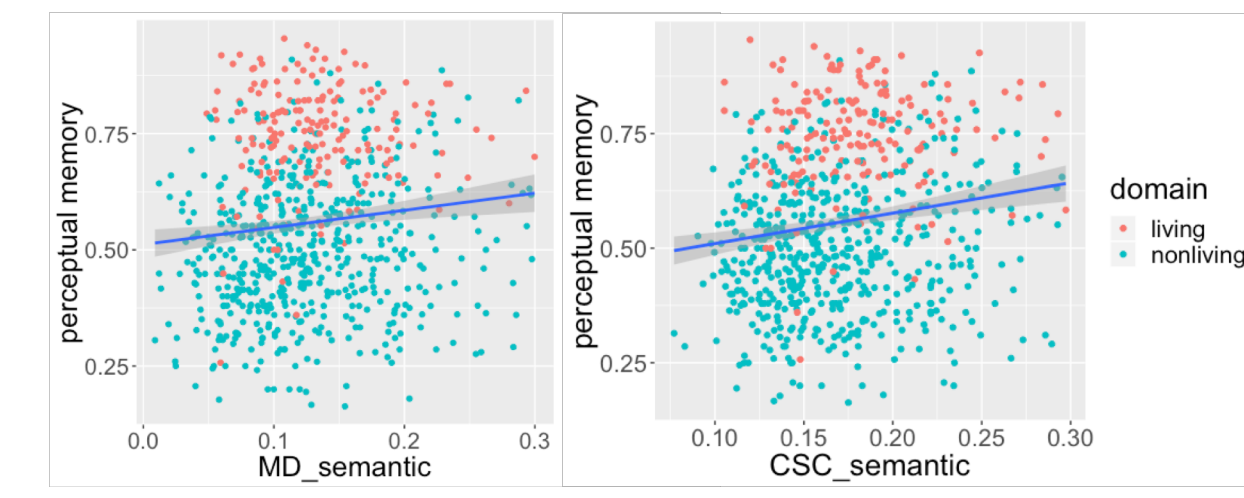 perceptual memory
0.75
0.50
0.25
0.0
0.1
0.2
0.3
MD_semantic
perceptual memory
0.75
0.50
0.25
0.10
0.15
0.20
0.25
0.30
CSC_semantic
domain
living
nonliving